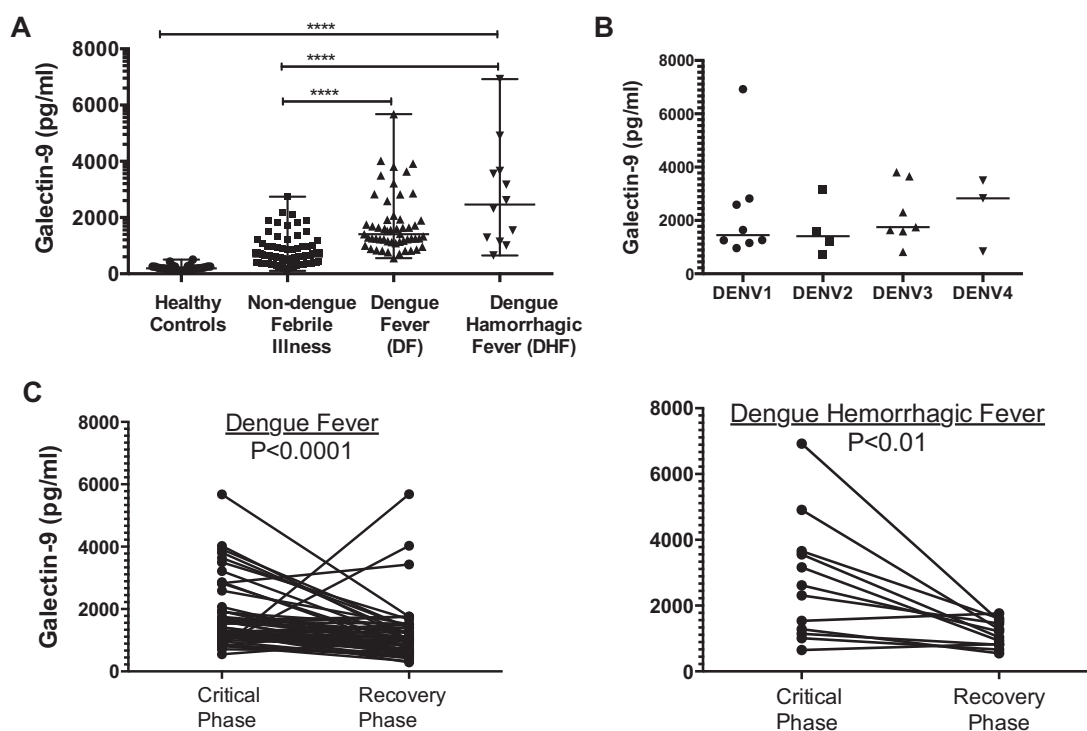 A
****
****
****
8000
6000
4000
2000
0
Galectin-9 (pg/ml)
Healthy
Controls
Non-dengue
Febrile
Illness
Dengue
Fever
(DF)
Dengue
Hamorrhagic
Fever (DHF)
B
8000
6000
4000
2000
0
Galectin-9 (pg/ml)
DENV1
DENV2
DENV3
DENV4
C
Dengue Fever
P<0.0001
8000
6000
4000
2000
0
Galectin-9 (pg/ml)
Critical
Phase
Recovery
Phase
Dengue Hemorrhagic Fever
P<0.01
8000
6000
4000
2000
0
Critical
Phase
Recovery
Phase